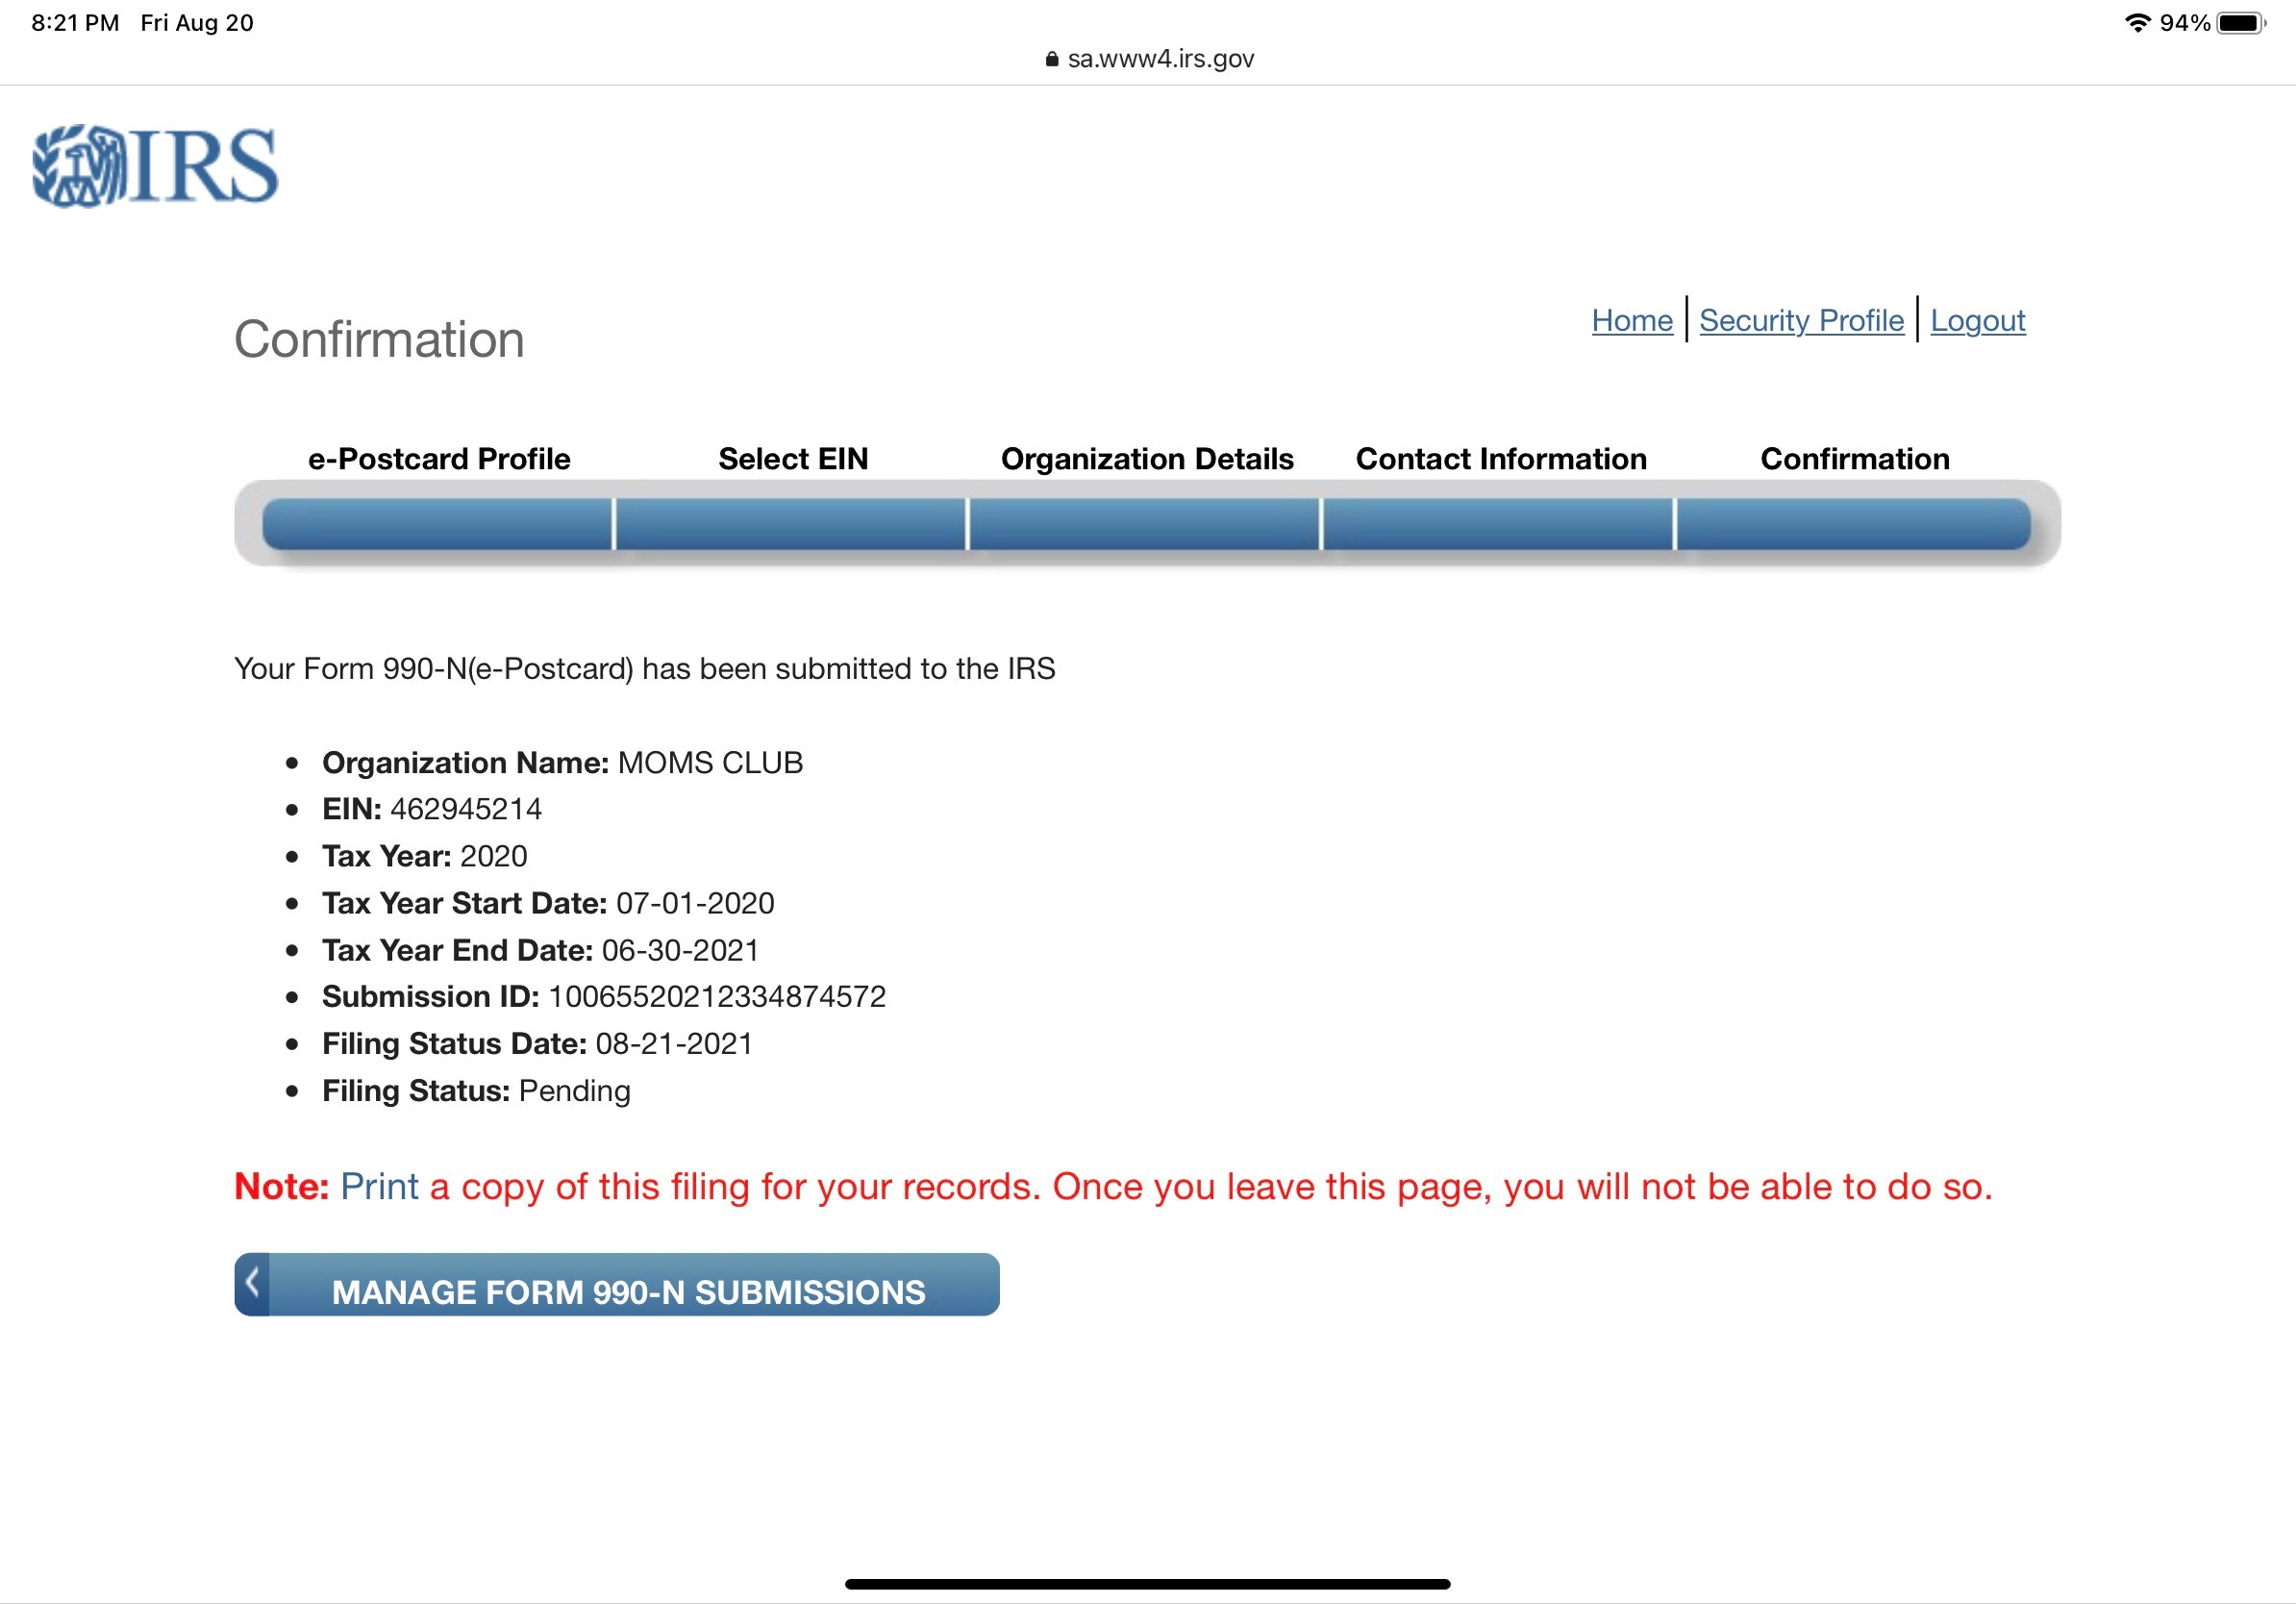 8:21 PM Fri Aug 20 94%
sa.www4.irs.gov
IRS
Confirmation
Home Security Profile Logout
e-Postcard Profile Select EIN Organization Details Contact Information Confirmation
Your Form 990-N(e-Postcard) has been submitted to the IRS
• Organization Name: MOMS CLUB
• EIN: 462945214
• Tax Year: 2020
• Tax Year Start Date: 07-01-2020
• Tax Year End Date: 06-30-2021
• Submission ID: 10065520212334874572
• Filing Status Date: 08-21-2021
• Filing Status: Pending
Note: Print a copy of this filing for your records. Once you leave this page, you will not be able to do so.
MANAGE FORM 990-N SUBMISSIONS